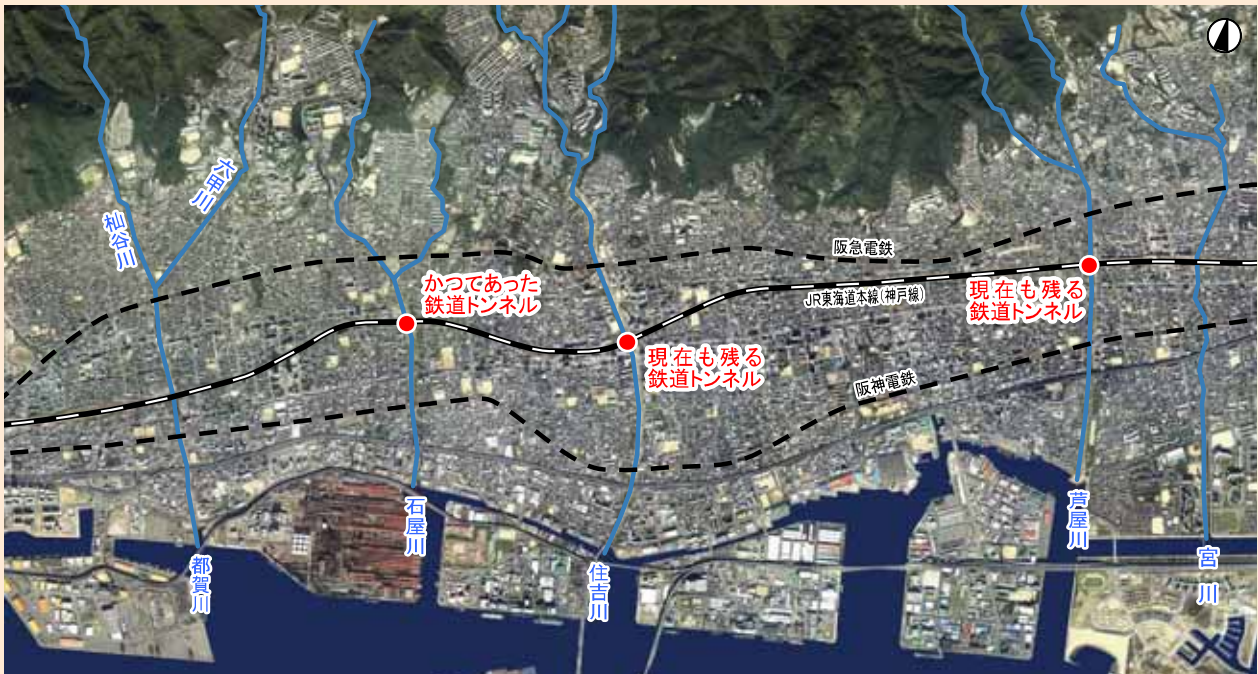 六甲川
杣谷川
阪急電鉄
かつてあった
鉄道トンネル
JR東海道本線(神戸線)
現在も残る
鉄道トンネル
現在も残る
鉄道トンネル
阪神電鉄
都賀川
石屋川
住吉川
芦屋川
宮川